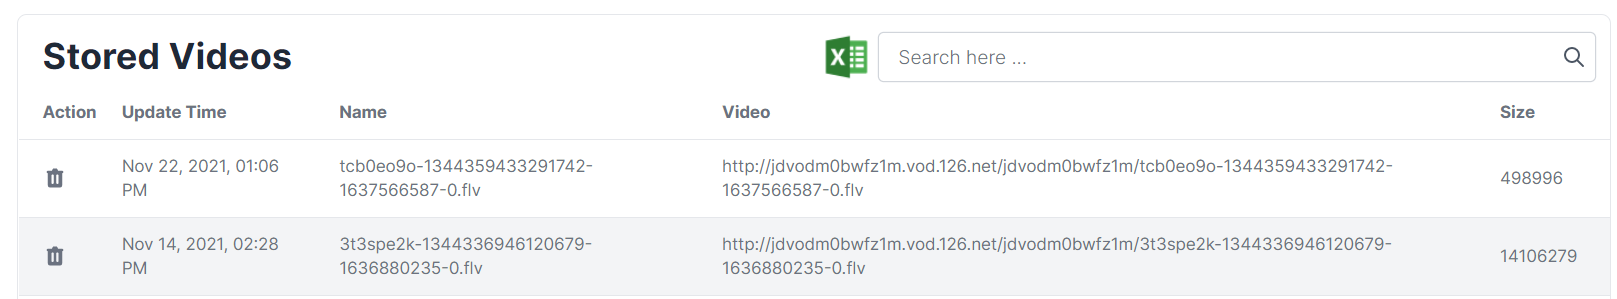 Stored Videos
X
Search here ...
Action Update Time Name Video Size
Nov 22, 2021, 01:06 PM
tcb0eo9o-1344359433291742-
1637566587-0.flv
http://jdvodm0bwfz1m.vod.126.net/jdvodm0bwfz1m/tcb0eo9o-1344359433291742-
1637566587-0.flv
498996
Nov 14, 2021, 02:28 PM
3t3spe2k-1344336946120679-
1636880235-0.flv
http://jdvodm0bwfz1m.vod.126.net/jdvodm0bwfz1m/3t3spe2k-1344336946120679-
1636880235-0.flv
14106279